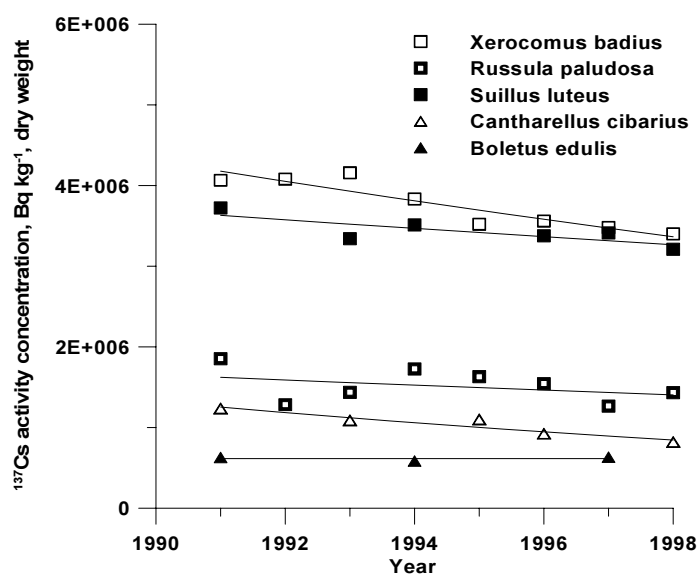 6E+006
4E+006
2E+006
0
¹³⁷Cs activity concentration, Bq kg⁻¹, dry weight
Xerocomus badius
Russula paludosa
Suillus luteus
Cantharellus cibarius
Boletus edulis
1990 1992 1994 1996 1998
Year